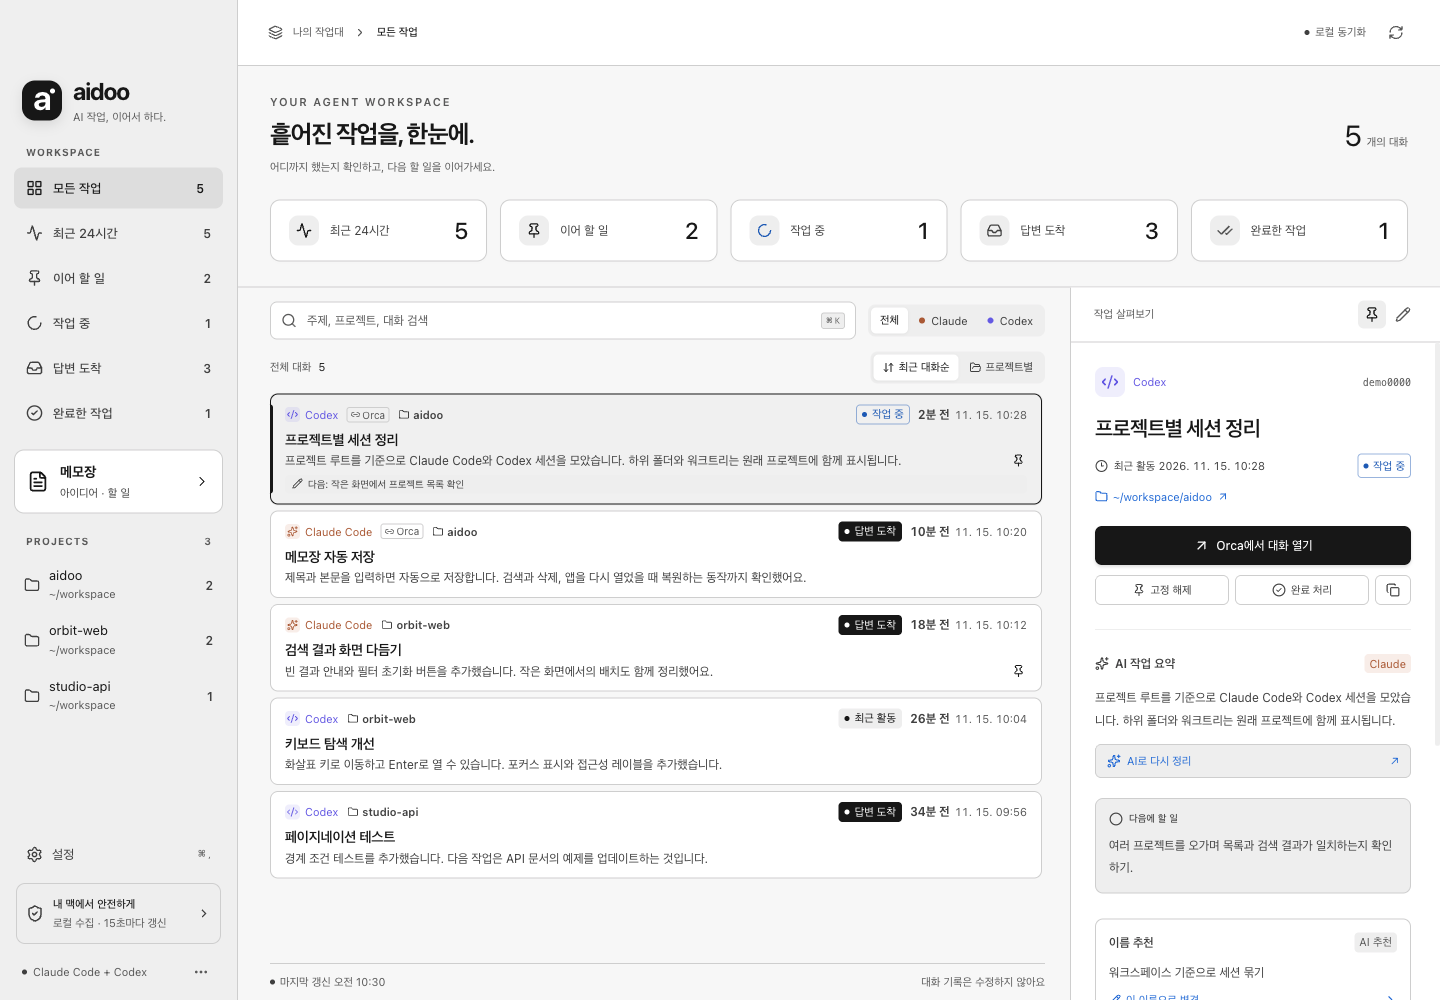 aidoo
AI 작업, 이어서 하다.
WORKSPACE
모든 작업 5
최근 24시간 5
이어 할 일 2
작업 중 1
답변 도착 3
완료한 작업 1
메모장
아이디어 · 할 일
PROJECTS 3
aidoo
~/workspace
2
orbit-web
~/workspace
2
studio-api
~/workspace
1
설정 ⌘ ,
내 맥에서 안전하게
로컬 수집 · 15초마다 갱신
Claude Code + Codex
나의 작업대 > 모든 작업
로컬 동기화
YOUR AGENT WORKSPACE
흩어진 작업을, 한눈에.
어디까지 했는지 확인하고, 다음 할 일을 이어가세요.
5 개의 대화
최근 24시간 5
이어 할 일 2
작업 중 1
답변 도착 3
완료한 작업 1
주제, 프로젝트, 대화 검색 ⌘ K
전체 Claude Codex
전체 대화 5
최근 대화순 프로젝트별
Codex Orca aidoo 작업 중 2분 전 11. 15. 10:28
프로젝트별 세션 정리
프로젝트 루트를 기준으로 Claude Code와 Codex 세션을 모았습니다. 하위 폴더와 워크트리는 원래 프로젝트에 함께 표시됩니다.
다음: 작은 화면에서 프로젝트 목록 확인
Claude Code Orca aidoo 답변 도착 10분 전 11. 15. 10:20
메모장 자동 저장
제목과 본문을 입력하면 자동으로 저장합니다. 검색과 삭제, 앱을 다시 열었을 때 복원하는 동작까지 확인했어요.
Claude Code orbit-web 답변 도착 18분 전 11. 15. 10:12
검색 결과 화면 다듬기
빈 결과 안내와 필터 초기화 버튼을 추가했습니다. 작은 화면에서의 배치도 함께 정리했어요.
Codex orbit-web 최근 활동 26분 전 11. 15. 10:04
키보드 탐색 개선
화살표 키로 이동하고 Enter로 열 수 있습니다. 포커스 표시와 접근성 레이블을 추가했습니다.
Codex studio-api 답변 도착 34분 전 11. 15. 09:56
페이지네이션 테스트
경계 조건 테스트를 추가했습니다. 다음 작업은 API 문서의 예제를 업데이트하는 것입니다.
마지막 갱신 오전 10:30
대화 기록은 수정하지 않아요
작업 살펴보기
Codex demo0000
프로젝트별 세션 정리
최근 활동 2026. 11. 15. 10:28 작업 중
~/workspace/aidoo
Orca에서 대화 열기
고정 해제 완료 처리
AI 작업 요약 Claude
프로젝트 루트를 기준으로 Claude Code와 Codex 세션을 모았습
니다. 하위 폴더와 워크트리는 원래 프로젝트에 함께 표시됩니다.
AI로 다시 정리
다음에 할 일
여러 프로젝트를 오가며 목록과 검색 결과가 일치하는지 확인
하기.
이름 추천 AI 추천
워크스페이스 기준으로 세션 묶기
이 이름으로 변경